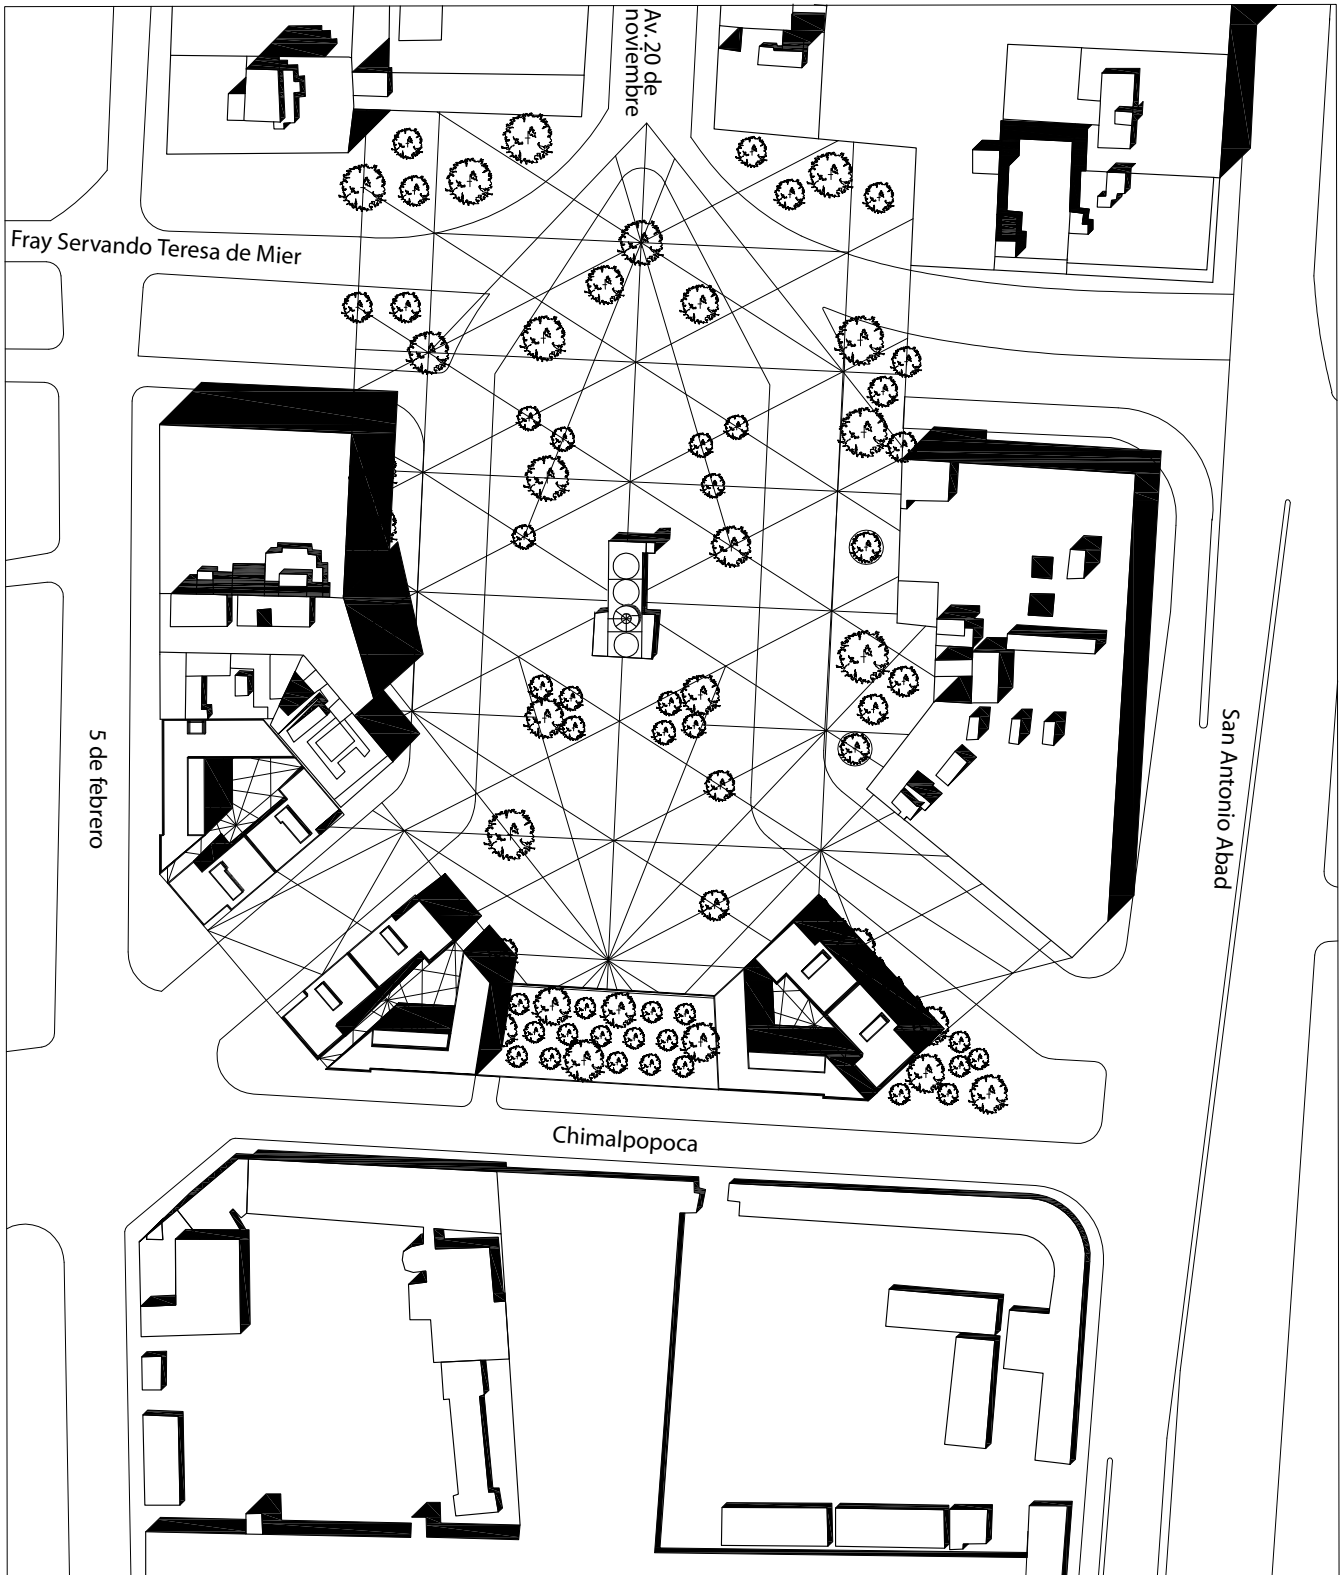 Av. 20 de
noviembre
Fray Servando Teresa de Mier
5 de febrero
San Antonio Abad
Chimalpopoca